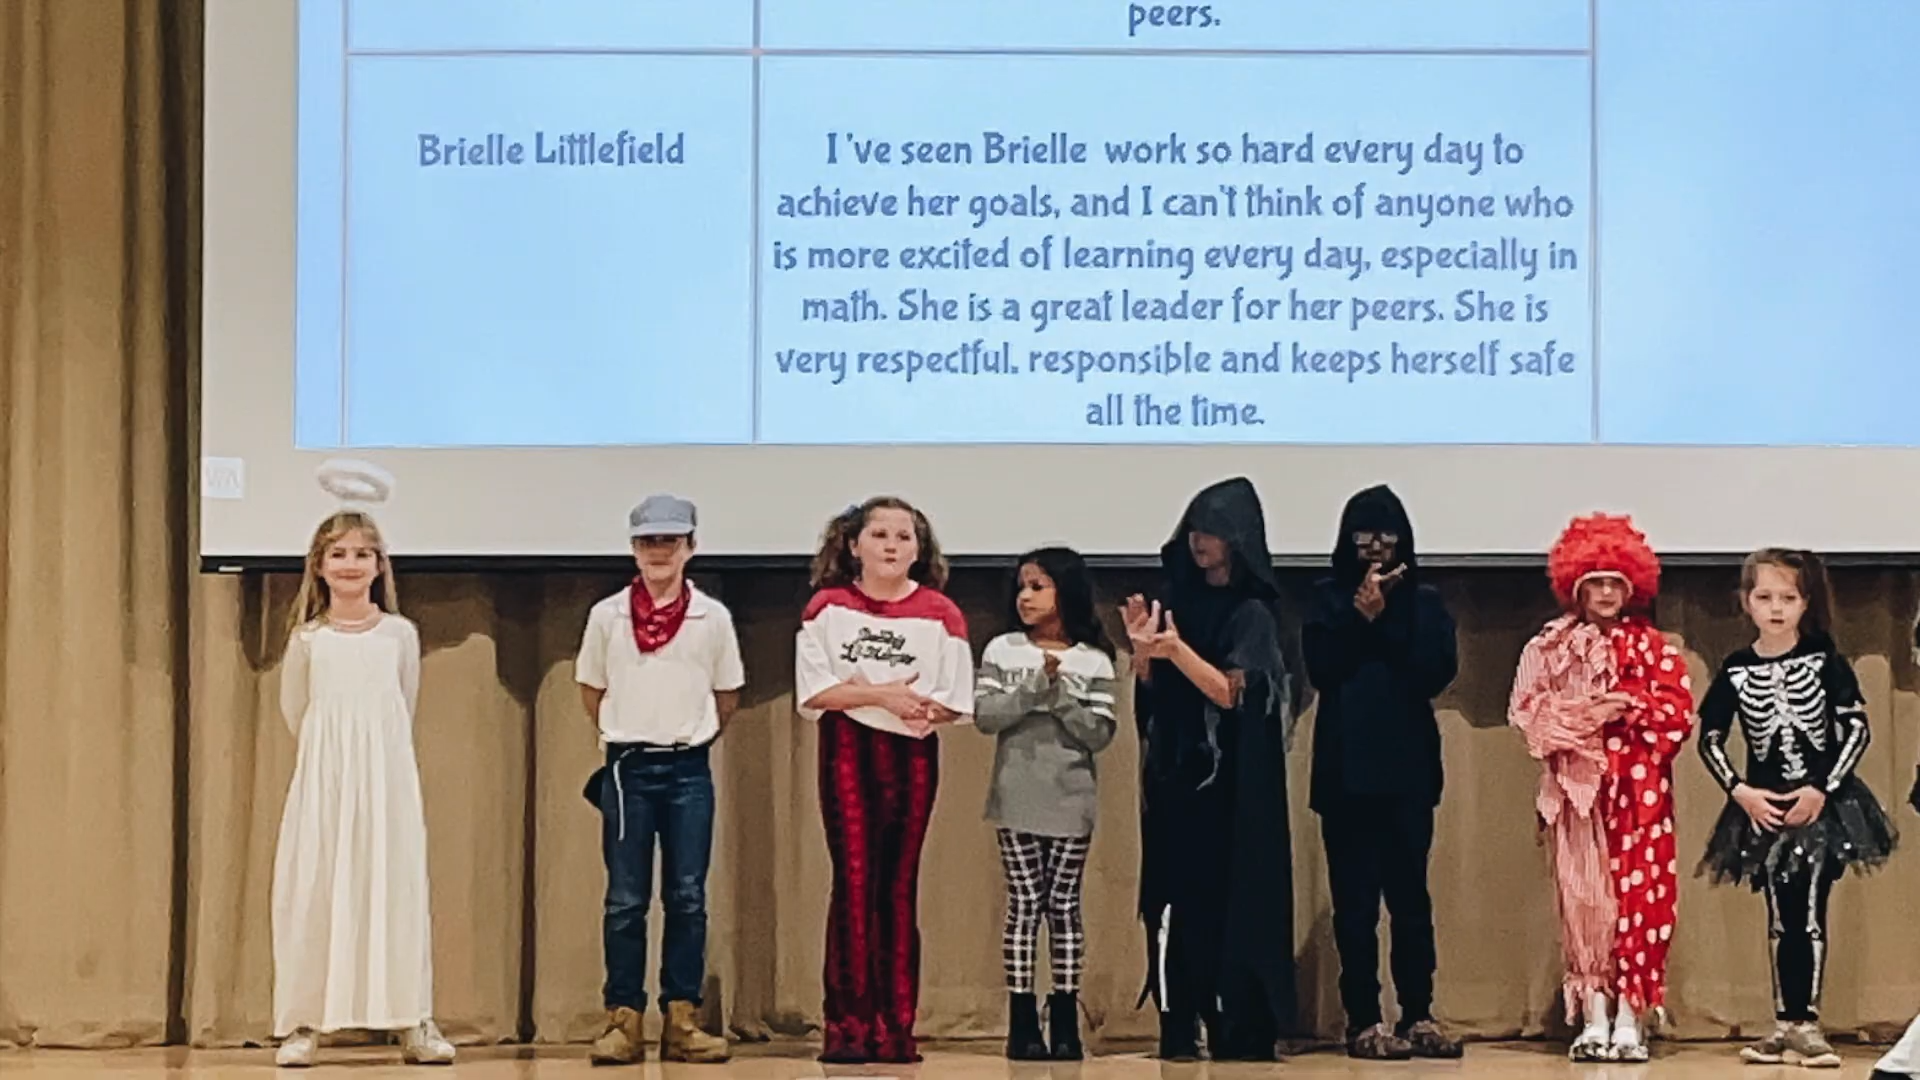 peers.
Brielle Littlefield
I 've seen Brielle work so hard every day to
achieve her goals, and I can't think of anyone who
is more excited of learning every day, especially in
math. She is a great leader for her peers. She is
very respectful, responsible and keeps herself safe
all the time.